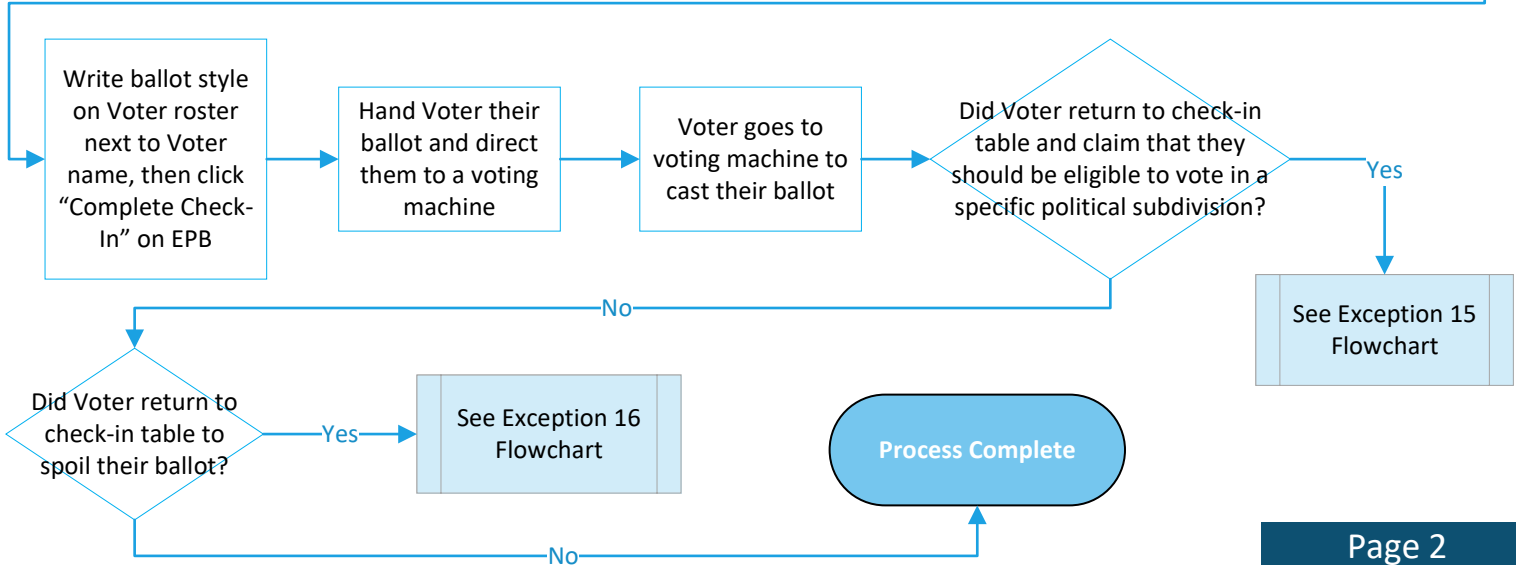 Write ballot style
on Voter roster
next to Voter
name, then click
“Complete Check-
In” on EPB
Hand Voter their
ballot and direct
them to a voting
machine
Voter goes to
voting machine to
cast their ballot
Did Voter return to check-in
table and claim that they
should be eligible to vote in a
specific political subdivision?
Yes
See Exception 15
Flowchart
No
Did Voter return to
check-in table to
spoil their ballot?
Yes
See Exception 16
Flowchart
Process Complete
No
Page 2